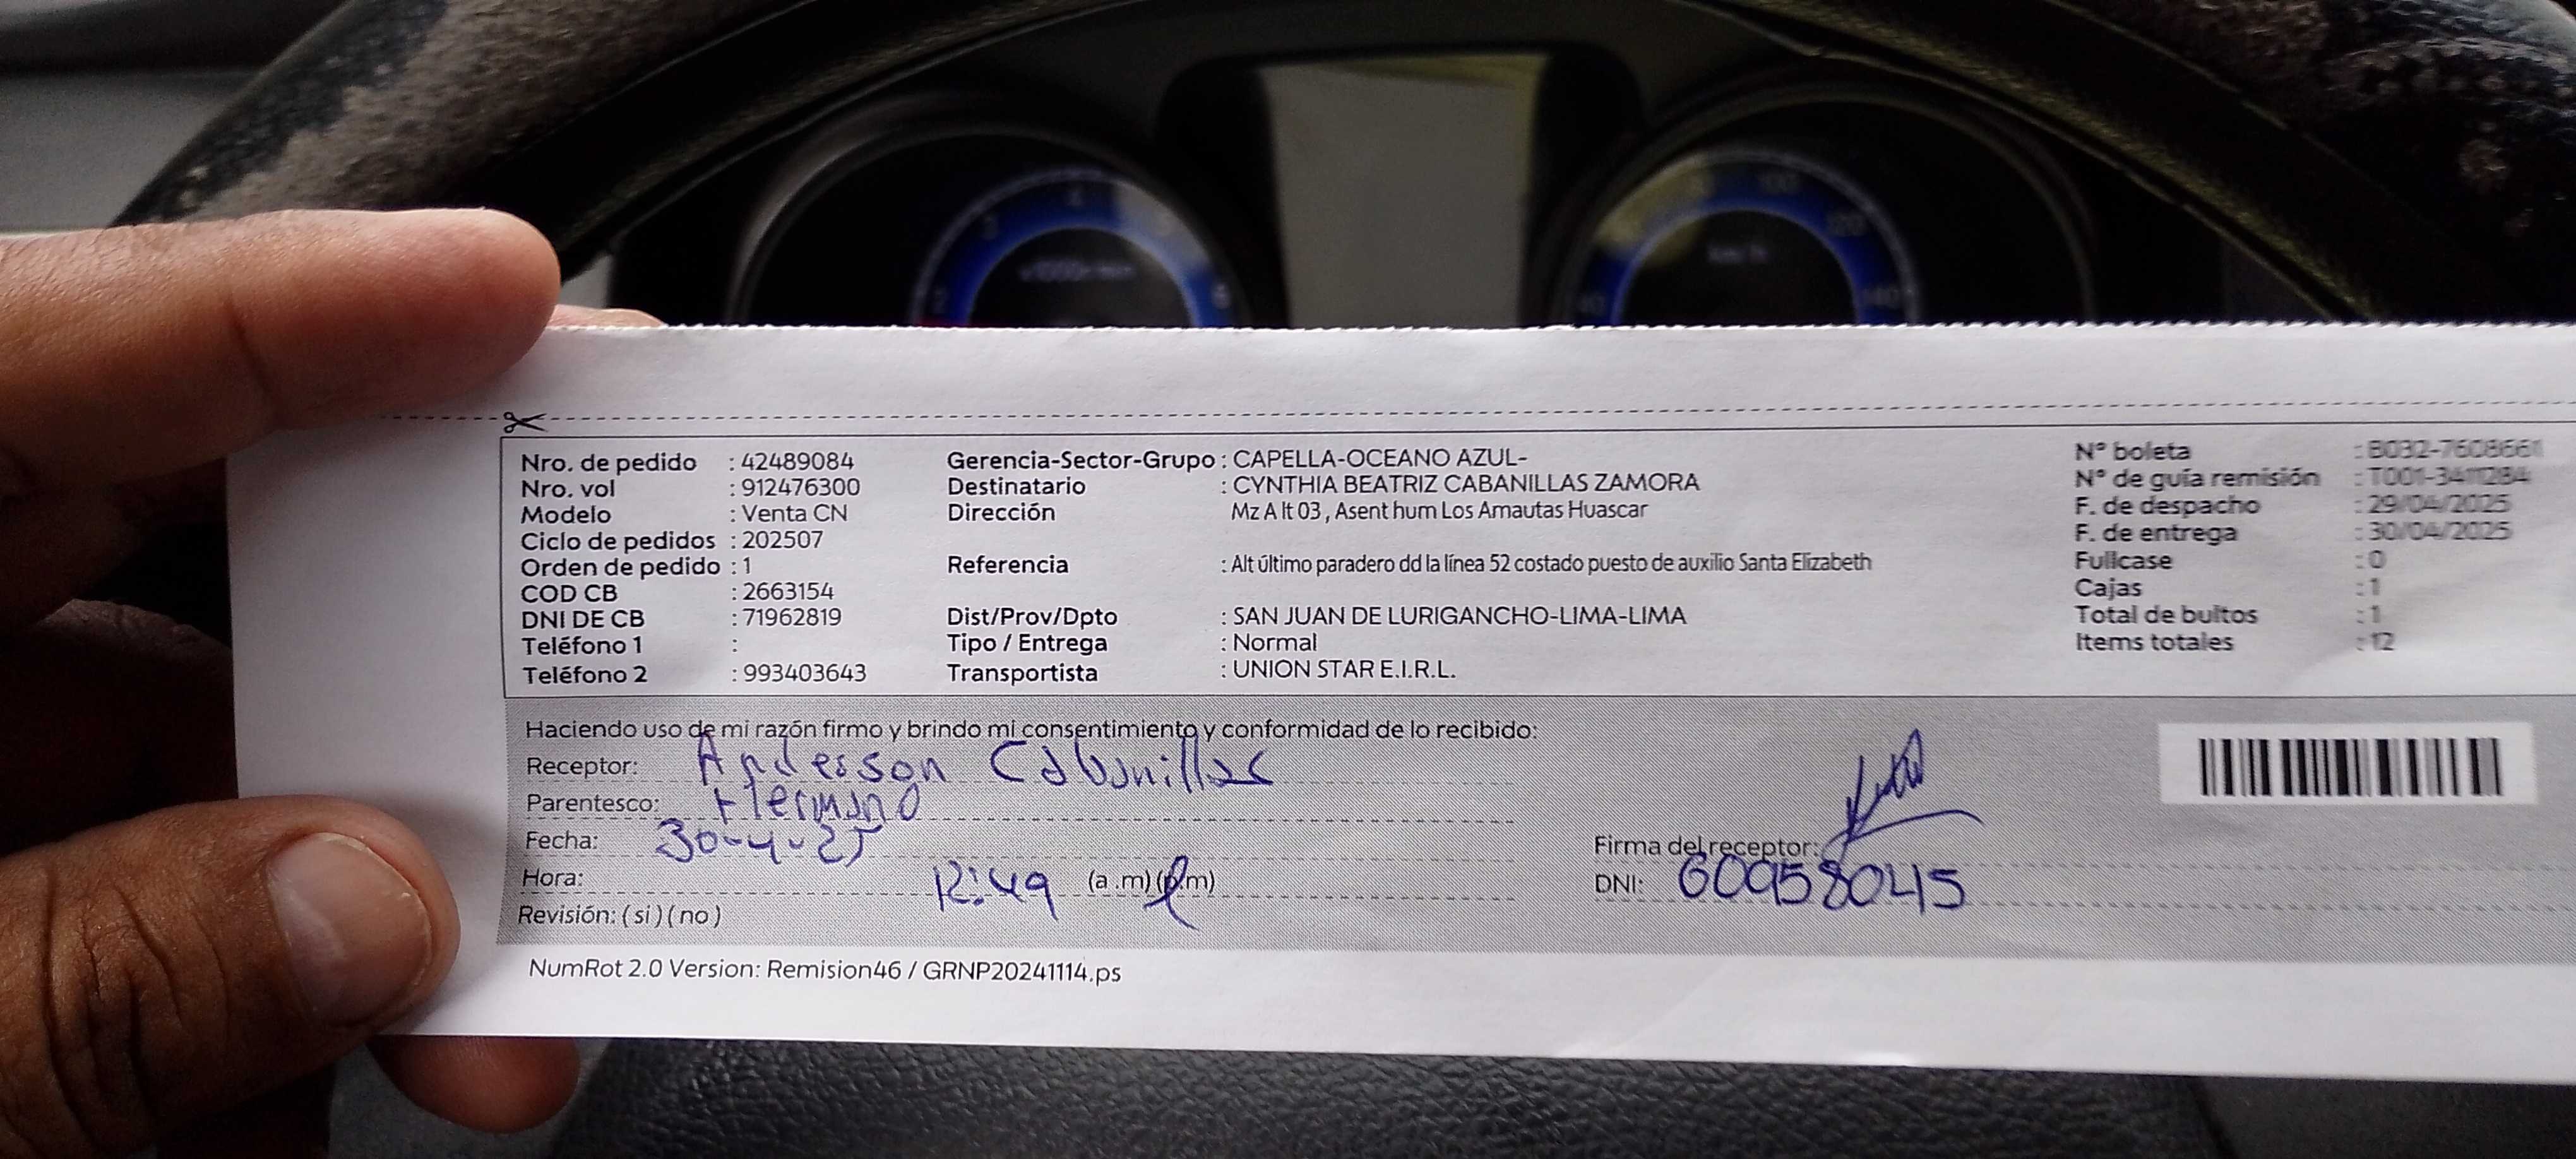 Nro. de pedido : 42489084
Nro. vol : 912476300
Modelo : Venta CN
Ciclo de pedidos : 202507
Orden de pedido : 1
COD CB : 2663154
DNI DE CB : 71962819
Teléfono 1 :
Teléfono 2 : 993403643
Gerencia-Sector-Grupo : CAPELLA-OCEANO AZUL-
Destinatario : CYNTHIA BEATRIZ CABANILLAS ZAMORA
Dirección Mz A lt 03 , Asent hum Los Amautas Huascar
Referencia : Alt último paradero dd la línea 52 costado puesto de auxilio Santa Elizabeth
Dist/Prov/Dpto : SAN JUAN DE LURIGANCHO-LIMA-LIMA
Tipo / Entrega : Normal
Transportista : UNION STAR E.I.R.L.
N° boleta : B032-7608661
N° de guía remisión : T001-3411284
F. de despacho : 29/04/2025
F. de entrega : 30/04/2025
Fullcase : 0
Cajas : 1
Total de bultos : 1
Items totales : 12
Haciendo uso de mi razón firmo y brindo mi consentimiento y conformidad de lo recibido:
Receptor: Andersson Cabanillas
Parentesco: Hermano
Fecha: 30-4-25
Hora: 12:49 (a .m) (p.m)
Revisión: ( si ) ( no )
Firma del receptor:
DNI: 60958045
NumRot 2.0 Version: Remision46 / GRNP20241114.ps